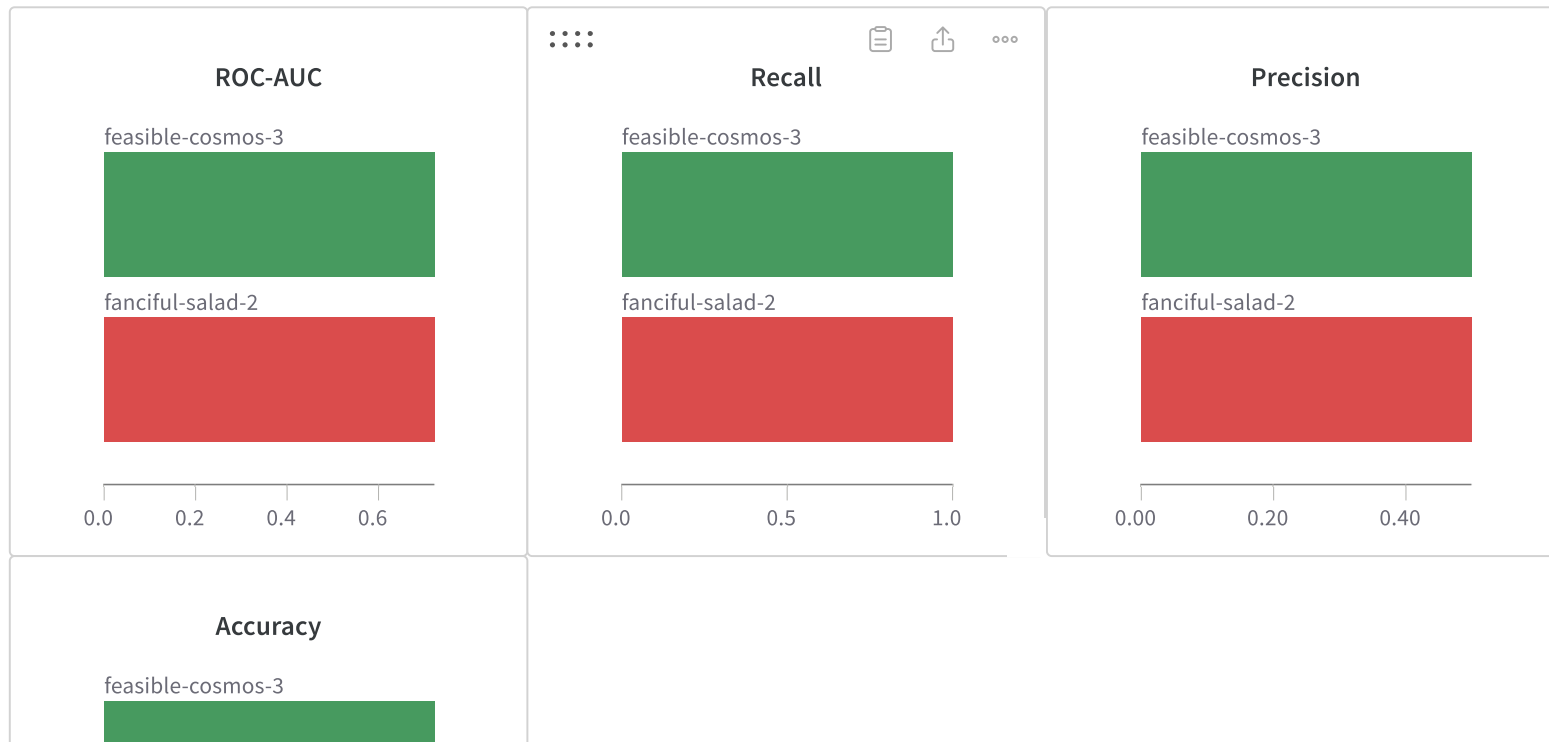 ROC-AUC
feasible-cosmos-3
fanciful-salad-2
0.0 0.2 0.4 0.6
Recall
feasible-cosmos-3
fanciful-salad-2
0.0 0.5 1.0
Precision
feasible-cosmos-3
fanciful-salad-2
0.00 0.20 0.40
Accuracy
feasible-cosmos-3